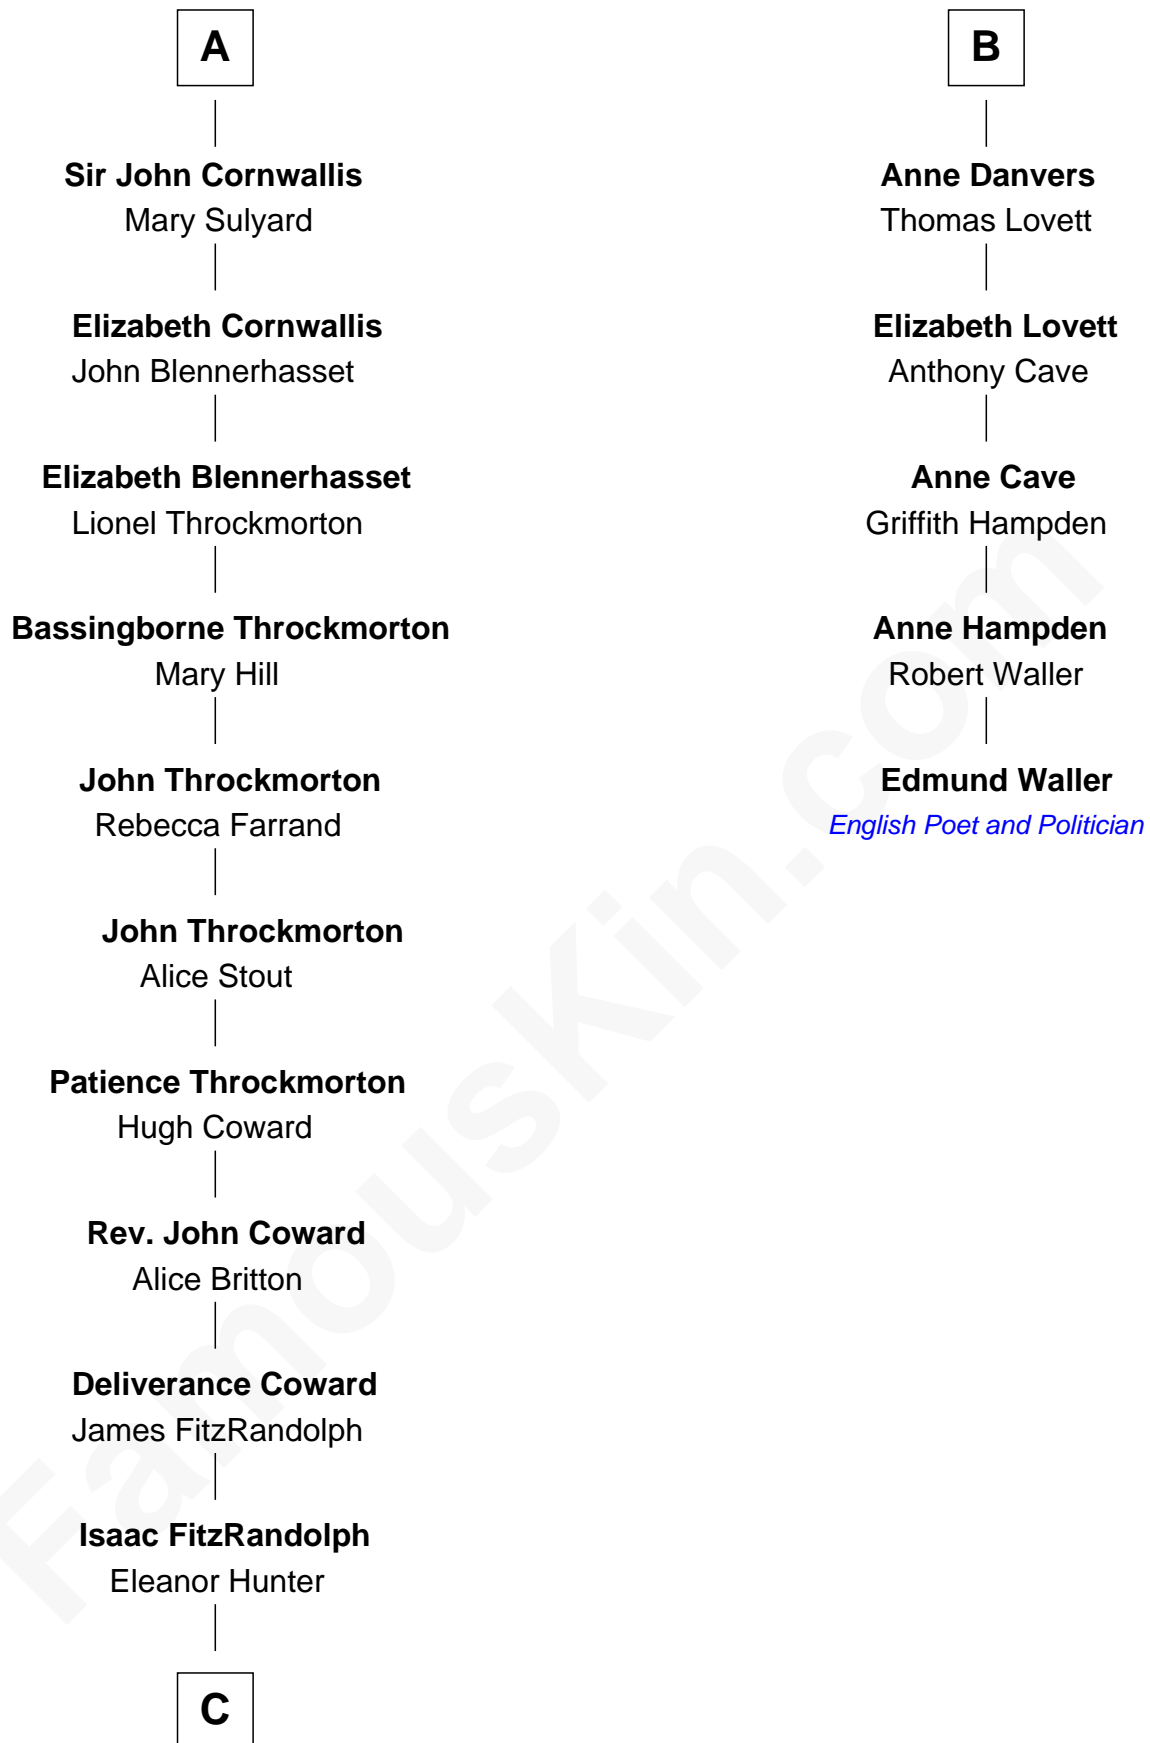 A
Sir John Cornwallis
Mary Sulyard
Elizabeth Cornwallis
John Blennerhasset
Elizabeth Blennerhasset
Lionel Throckmorton
Bassingborne Throckmorton
Mary Hill
John Throckmorton
Rebecca Farrand
John Throckmorton
Alice Stout
Patience Throckmorton
Hugh Coward
Rev. John Coward
Alice Britton
Deliverance Coward
James FitzRandolph
Isaac FitzRandolph
Eleanor Hunter
C
B
Anne Danvers
Thomas Lovett
Elizabeth Lovett
Anthony Cave
Anne Cave
Griffith Hampden
Anne Hampden
Robert Waller
Edmund Waller
English Poet and Politician
FamousKin.com